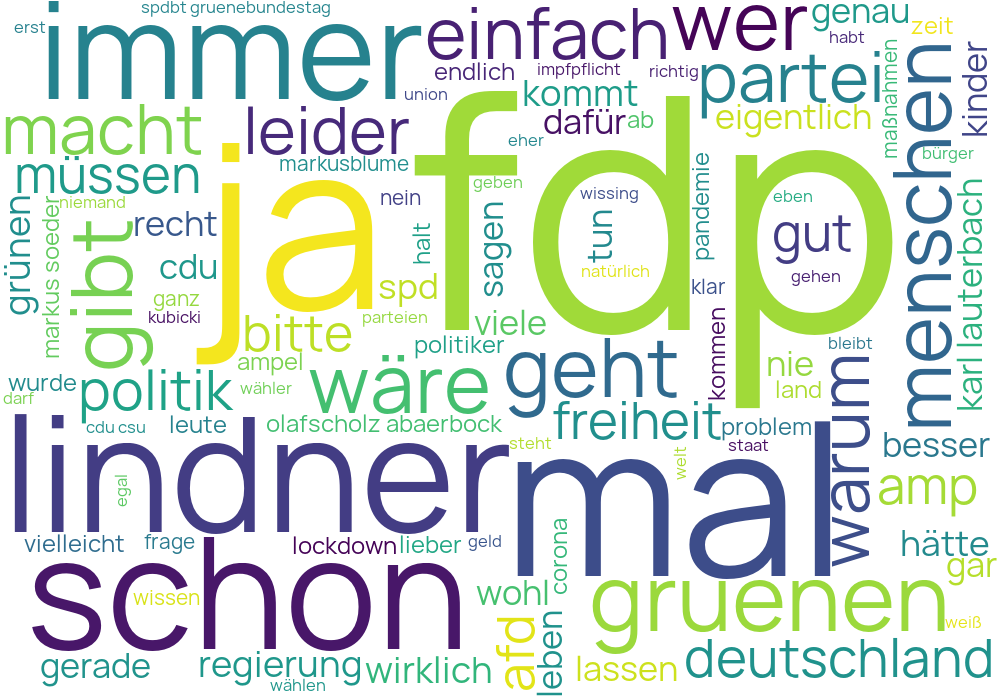 spdbt gruenebundestag
erst
immer
einfach
wer
genau
habt
zeit
endlich
impfpflicht
richtig
union
kommt
partei
kinder
maßnahmen
menschen
macht
leider
dafür
ab
eigentlich
eher
bürger
müssen
markusblume
ja
fdp
geben
wissing
eben
niemand
nein
pandemie
grünen
markus soeder
gibt
recht
halt
sagen
tun
gut
karl lauterbach
cdu
natürlich
gehen
ganz
spd
klar
kubicki
parteien
bitte
viele
kommen
politiker
bleibt
ampel
geht
nie
wurde
politik
wähler
wäre
land
darf
warum
cdu csu
leute
olafscholz abaerbock
freiheit
problem
lindner
steht
staat
besser
mal
welt
egal
amp
vielleicht
frage
lockdown
lieber
geld
hätte
schon
corona
gar
wissen
wohl
gruenen
afd
leben
weiß
gerade
regierung
wirklich
lassen
deutschland
wählen